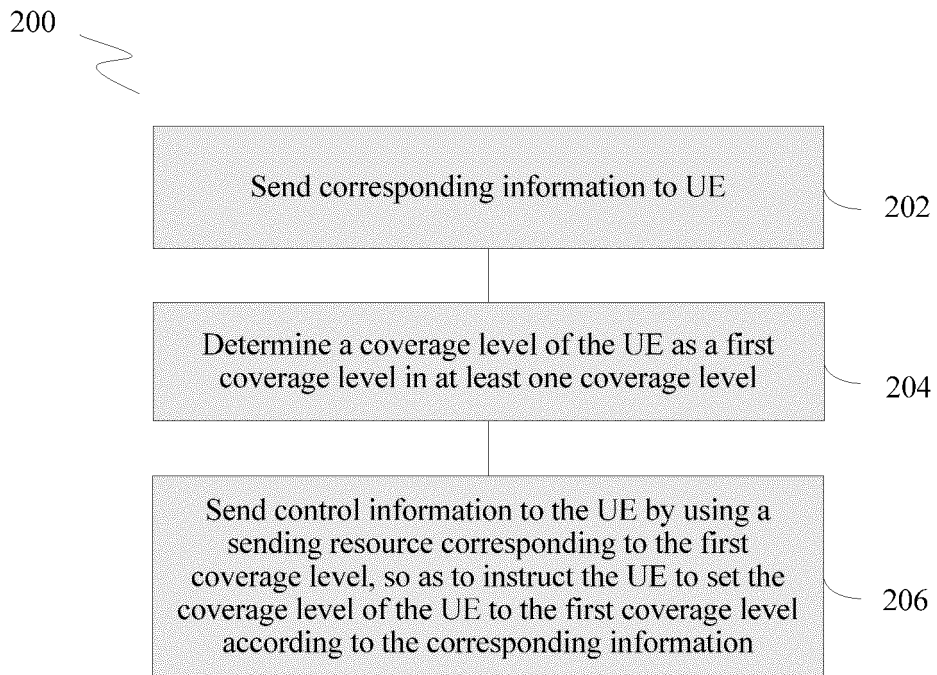 200
Send corresponding information to UE
202
Determine a coverage level of the UE as a first
coverage level in at least one coverage level
204
Send control information to the UE by using a
sending resource corresponding to the first
coverage level, so as to instruct the UE to set the
coverage level of the UE to the first coverage level
according to the corresponding information
206